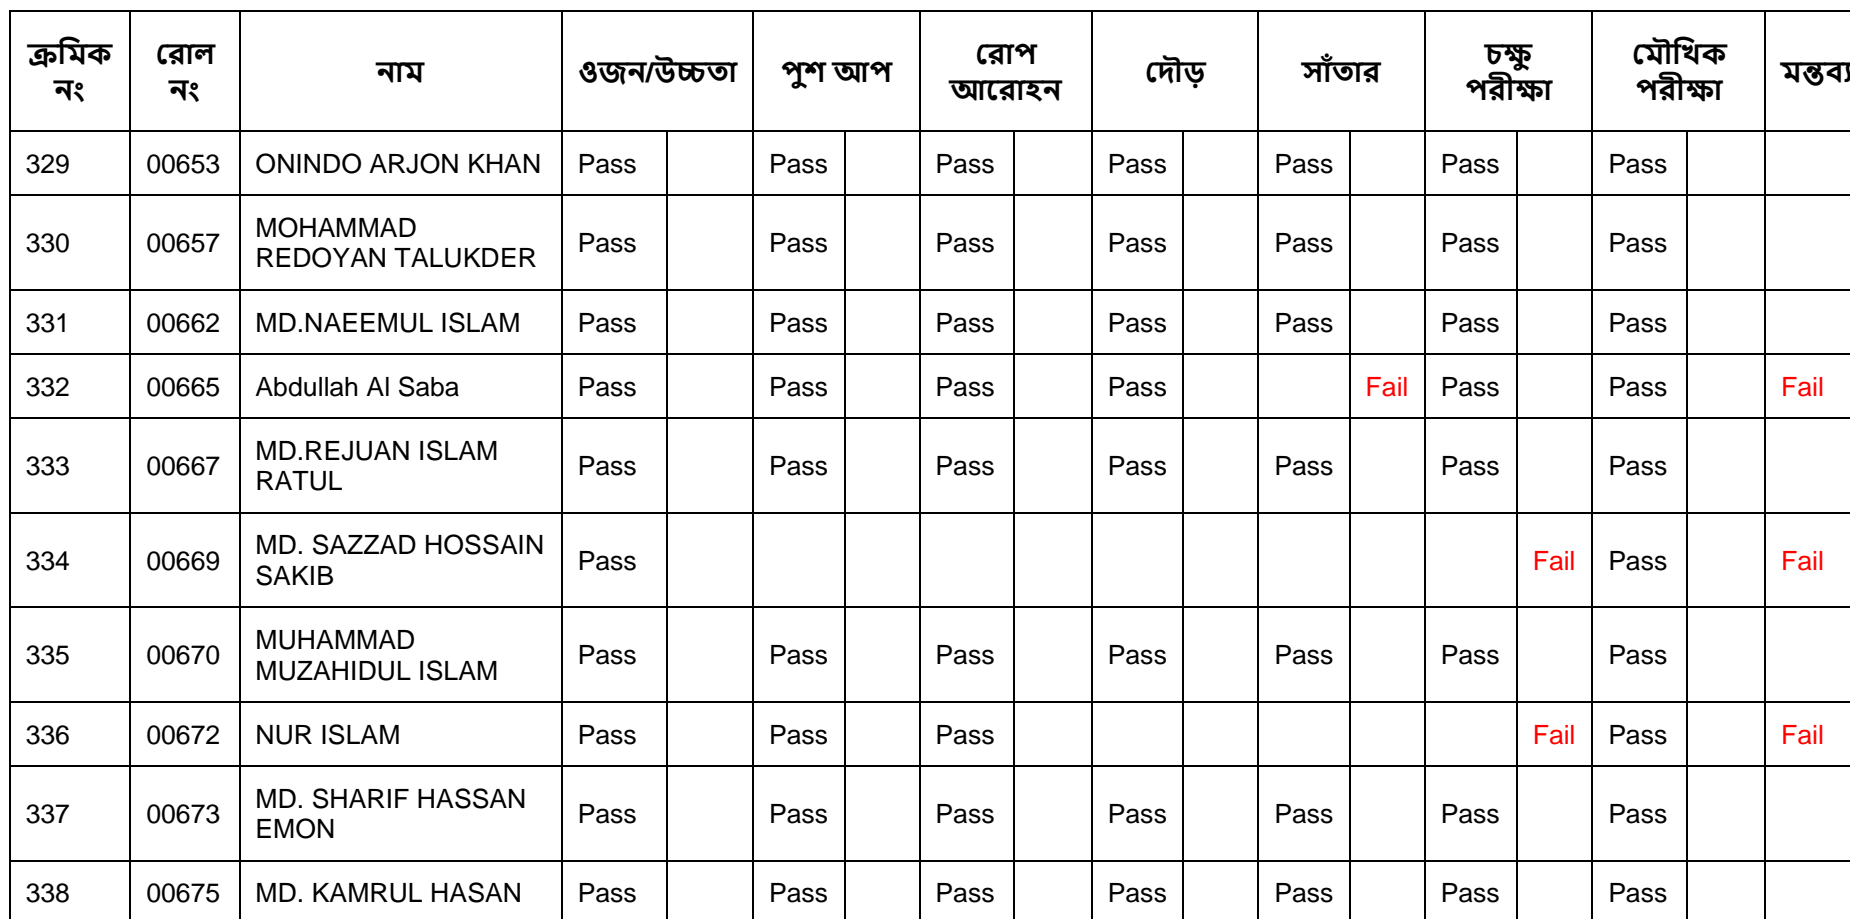 ক্রমিক নং রোল নং নাম ওজন/উচ্চতা পুশ আপ রোপ আরোহন দৌড় সাঁতার চক্ষু পরীক্ষা মৌখিক পরীক্ষা মন্তব্য
329 00653 ONINDO ARJON KHAN Pass Pass Pass Pass Pass Pass Pass
330 00657 MOHAMMAD REDOYAN TALUKDER Pass Pass Pass Pass Pass Pass Pass
331 00662 MD.NAEEMUL ISLAM Pass Pass Pass Pass Pass Pass Pass
332 00665 Abdullah Al Saba Pass Pass Pass Pass Fail Pass Pass Fail
333 00667 MD.REJUAN ISLAM RATUL Pass Pass Pass Pass Pass Pass Pass
334 00669 MD. SAZZAD HOSSAIN SAKIB Pass Fail Pass Fail
335 00670 MUHAMMAD MUZAHIDUL ISLAM Pass Pass Pass Pass Pass Pass Pass
336 00672 NUR ISLAM Pass Pass Pass Fail Pass Fail
337 00673 MD. SHARIF HASSAN EMON Pass Pass Pass Pass Pass Pass Pass
338 00675 MD. KAMRUL HASAN Pass Pass Pass Pass Pass Pass Pass